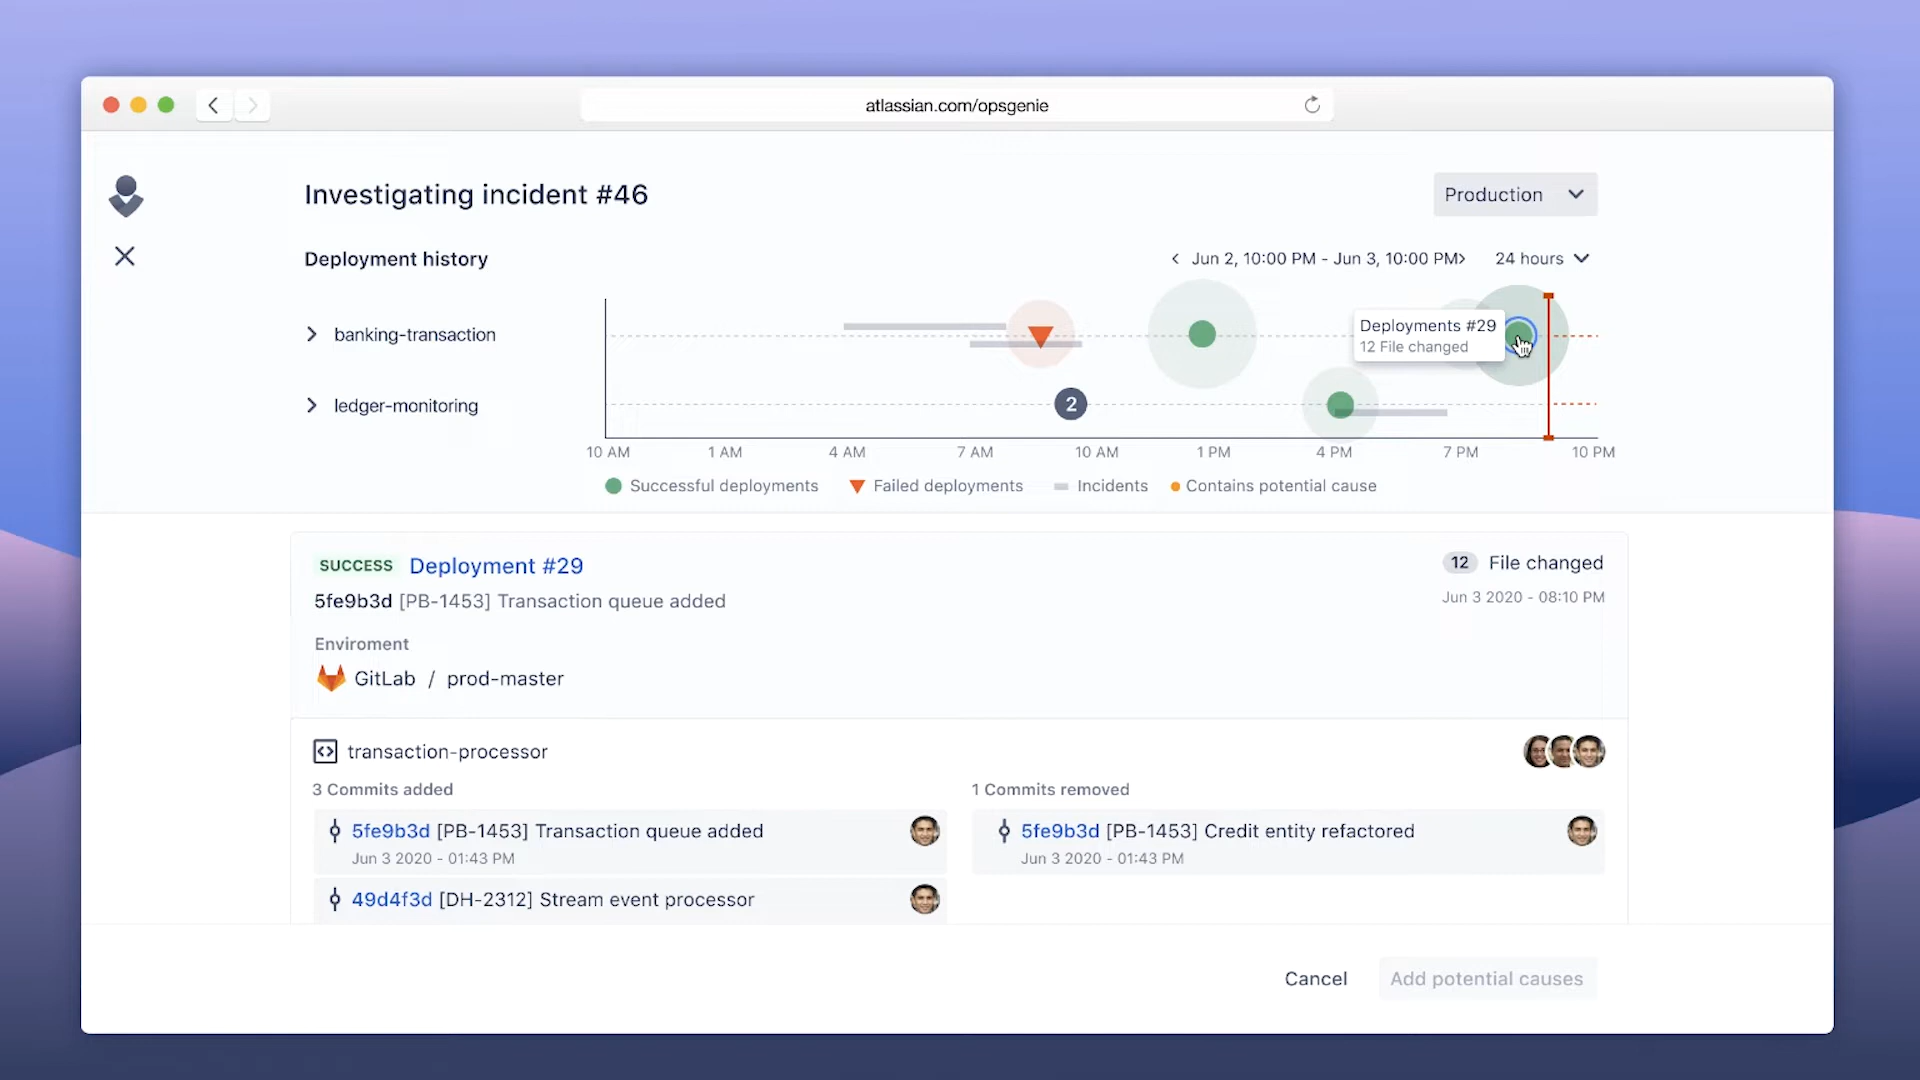 atlassian.com/opsgenie
Investigating incident #46
Production
Deployment history
Jun 2, 10:00 PM - Jun 3, 10:00 PM
24 hours
banking-transaction
Deployments #29
12 File changed
ledger-monitoring
2
10 AM 1 AM 4 AM 7 AM 10 AM 1 PM 4 PM 7 PM 10 PM
Successful deployments Failed deployments Incidents Contains potential cause
SUCCESS Deployment #29
12 File changed
5fe9b3d [PB-1453] Transaction queue added
Jun 3 2020 - 08:10 PM
Enviroment
GitLab / prod-master
transaction-processor
3 Commits added
1 Commits removed
5fe9b3d [PB-1453] Transaction queue added
Jun 3 2020 - 01:43 PM
5fe9b3d [PB-1453] Credit entity refactored
Jun 3 2020 - 01:43 PM
49d4f3d [DH-2312] Stream event processor
Cancel
Add potential causes